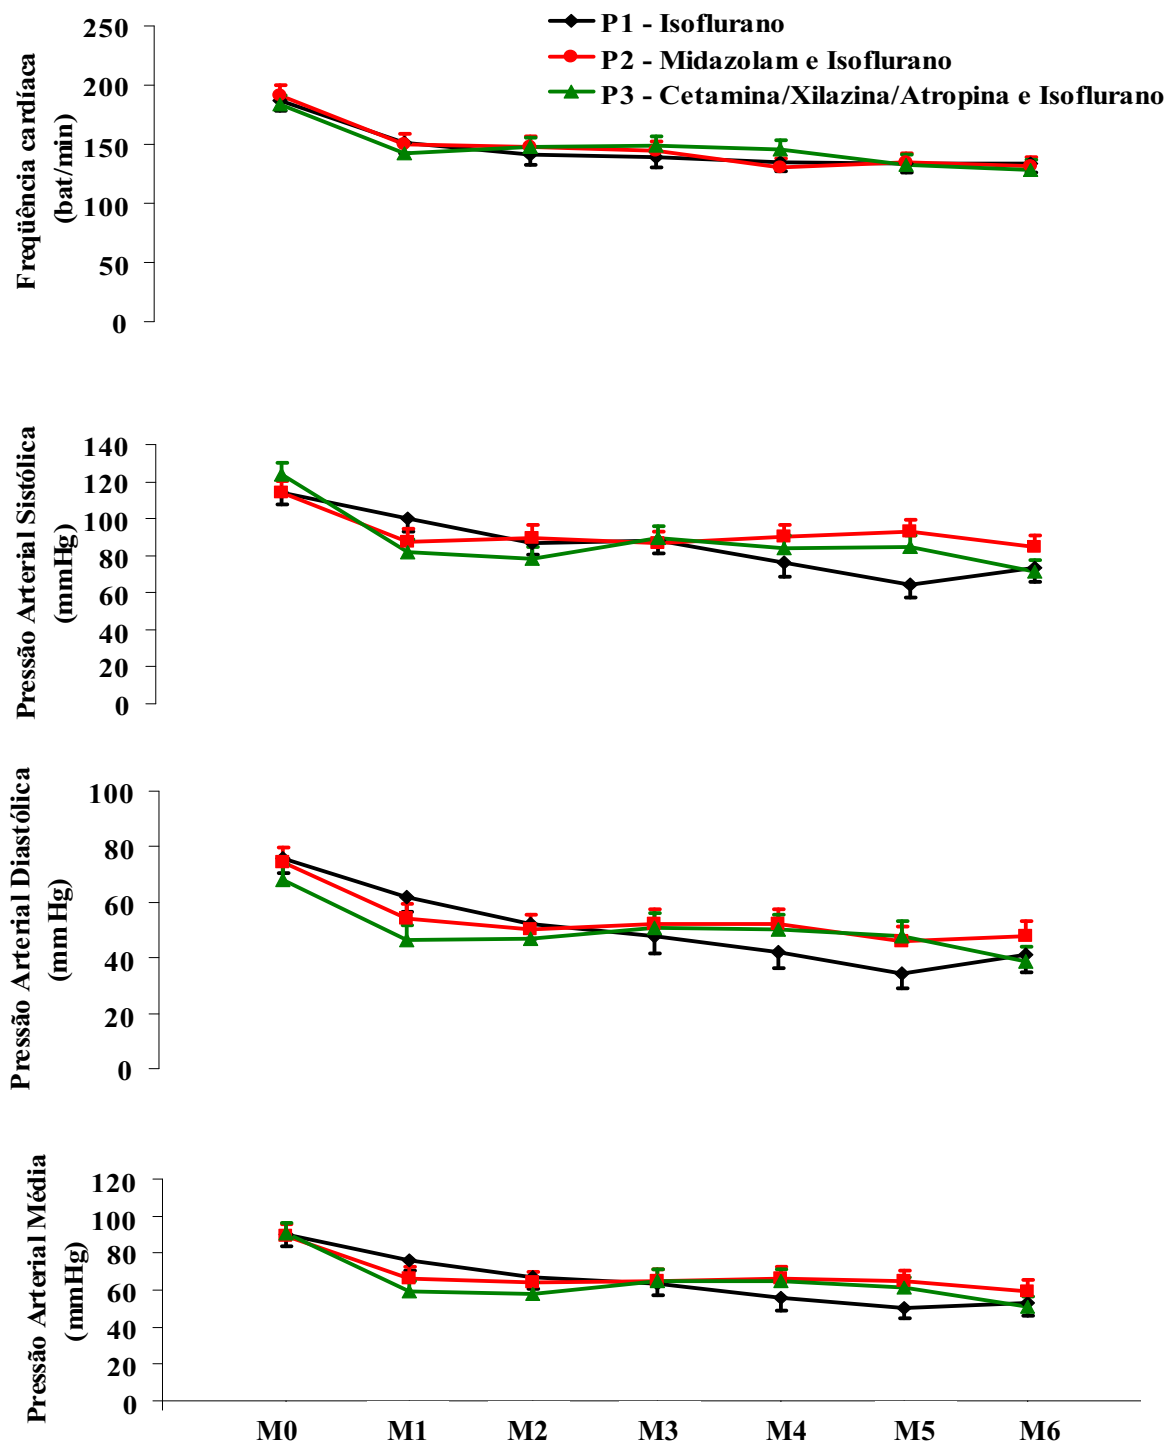 P1 - Isoflurano
P2 - Midazolam e Isoflurano
P3 - Cetamina/Xilazina/Atropina e Isoflurano
Freqüência cardíaca
(bat/min)
250
200
150
100
50
0
Pressão Arterial Sistólica
(mmHg)
140
120
100
80
60
40
20
0
Pressão Arterial Diastólica
(mm Hg)
100
80
60
40
20
0
Pressão Arterial Média
(mmHg)
120
100
80
60
40
20
0
M0 M1 M2 M3 M4 M5 M6